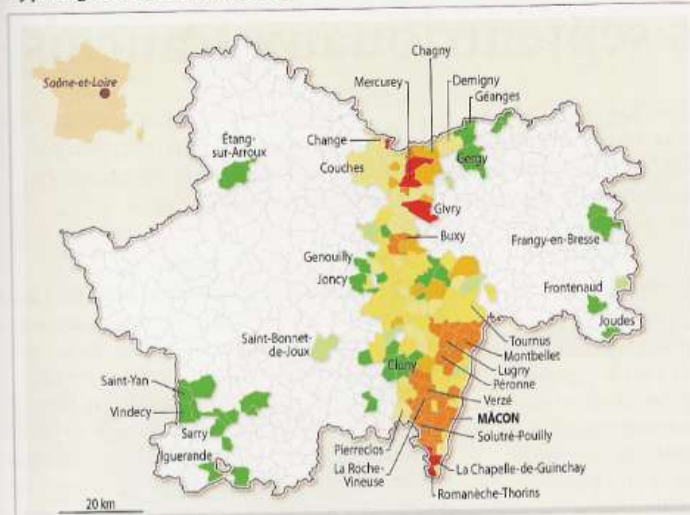 Saône-et-Loire
Chagny
Mercurey
Demigny
Géanges
Change
Étang-
sur-Arroux
Couches
Gergy
Givry
Buxy
Frangy-en-Bresse
Genouilly
Joncy
Frontenaud
Joudes
Saint-Bonnet-
de-Joux
Tournus
Montbellet
Lugny
Péronne
Cluny
Saint-Yan
Vindecy
Verzé
MÂCON
Solutré-Pouilly
Sarry
Iguerande
Pierreclos
La Roche-
Vineuse
La Chapelle-de-Guinchay
Romanèche-Thorins
20 km